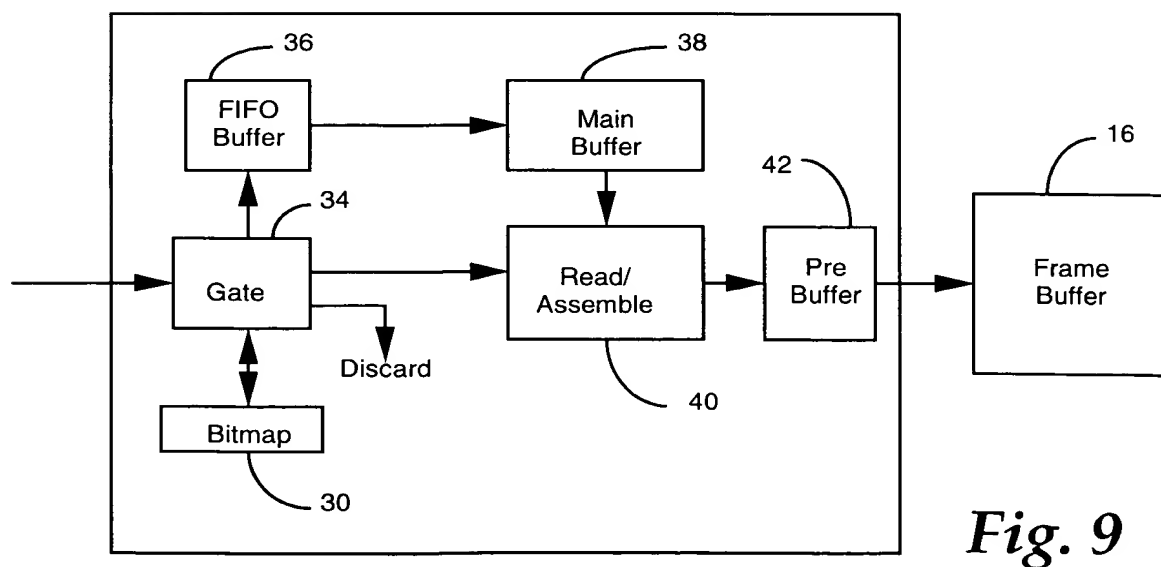 36
FIFO
Buffer
38
Main
Buffer
42
16
34
Gate
Read/
Assemble
Pre
Buffer
Frame
Buffer
Discard
40
Bitmap
30
Fig. 9